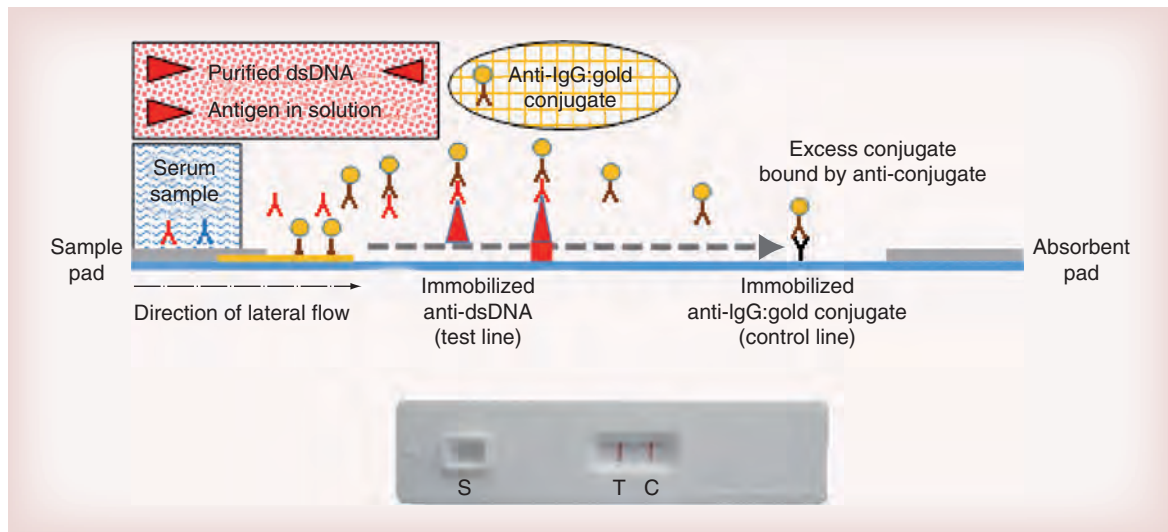 Purified dsDNA
Antigen in solution
Anti-IgG:gold
conjugate
Serum
sample
Excess conjugate
bound by anti-conjugate
Sample
pad
Absorbent
pad
Direction of lateral flow
Immobilized
anti-dsDNA
(test line)
Immobilized
anti-IgG:gold conjugate
(control line)
S
T C